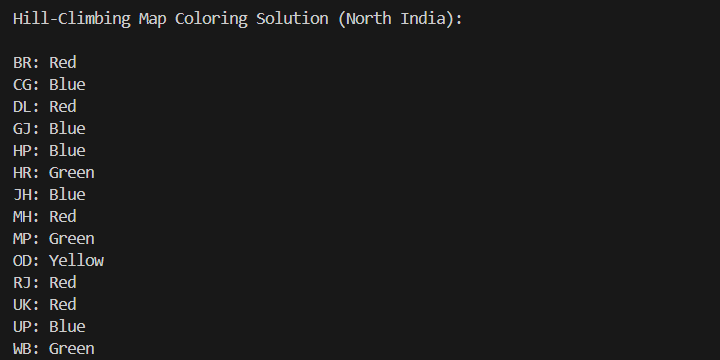 Hill-Climbing Map Coloring Solution (North India):
BR: Red
CG: Blue
DL: Red
GJ: Blue
HP: Blue
HR: Green
JH: Blue
MH: Red
MP: Green
OD: Yellow
RJ: Red
UK: Red
UP: Blue
WB: Green